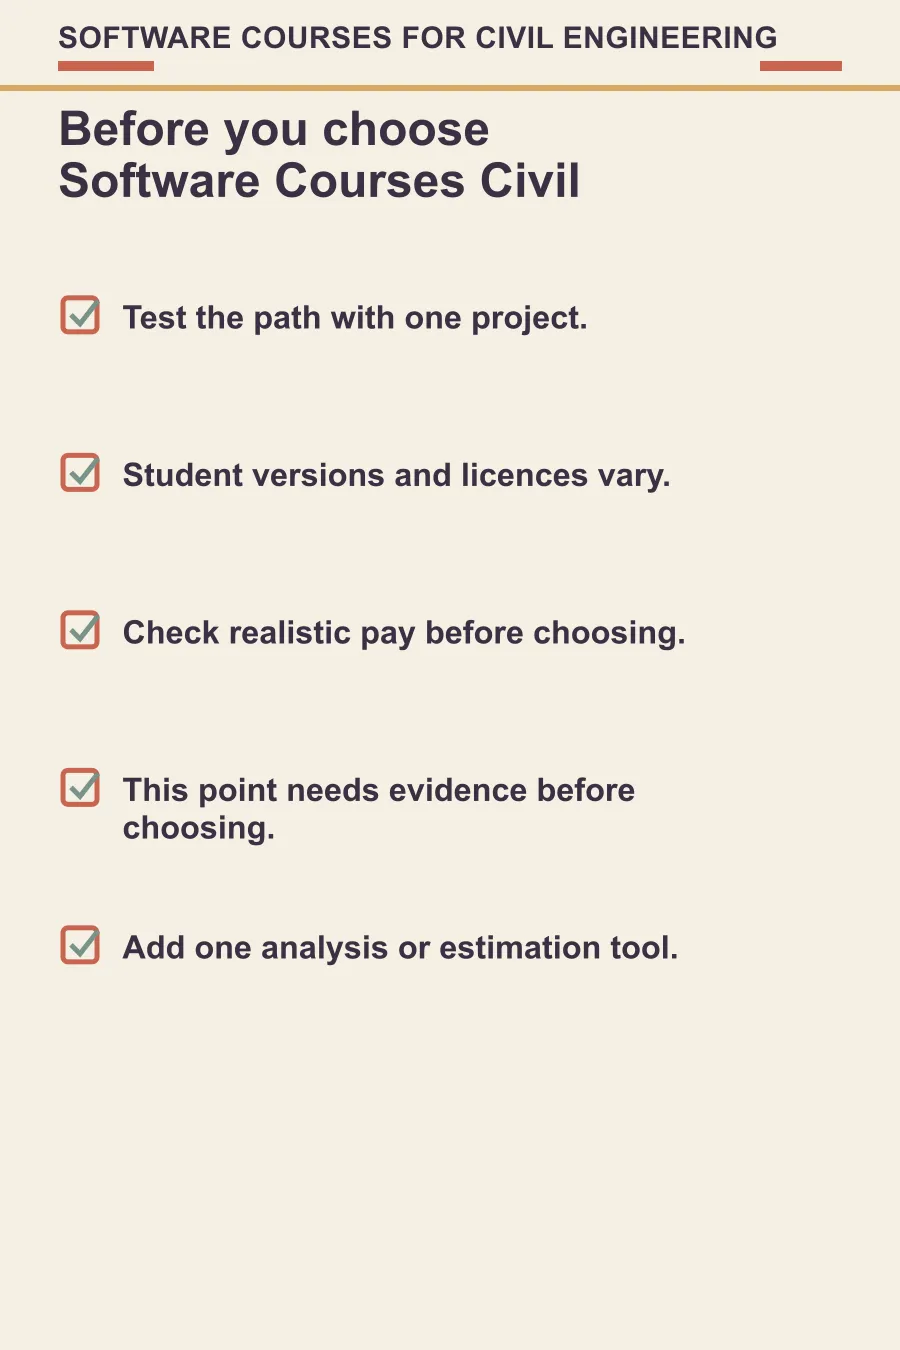 SOFTWARE COURSES FOR CIVIL ENGINEERING
Before you choose
Software Courses Civil
Test the path with one project.
Student versions and licences vary.
Check realistic pay before choosing.
This point needs evidence before
choosing.
Add one analysis or estimation tool.